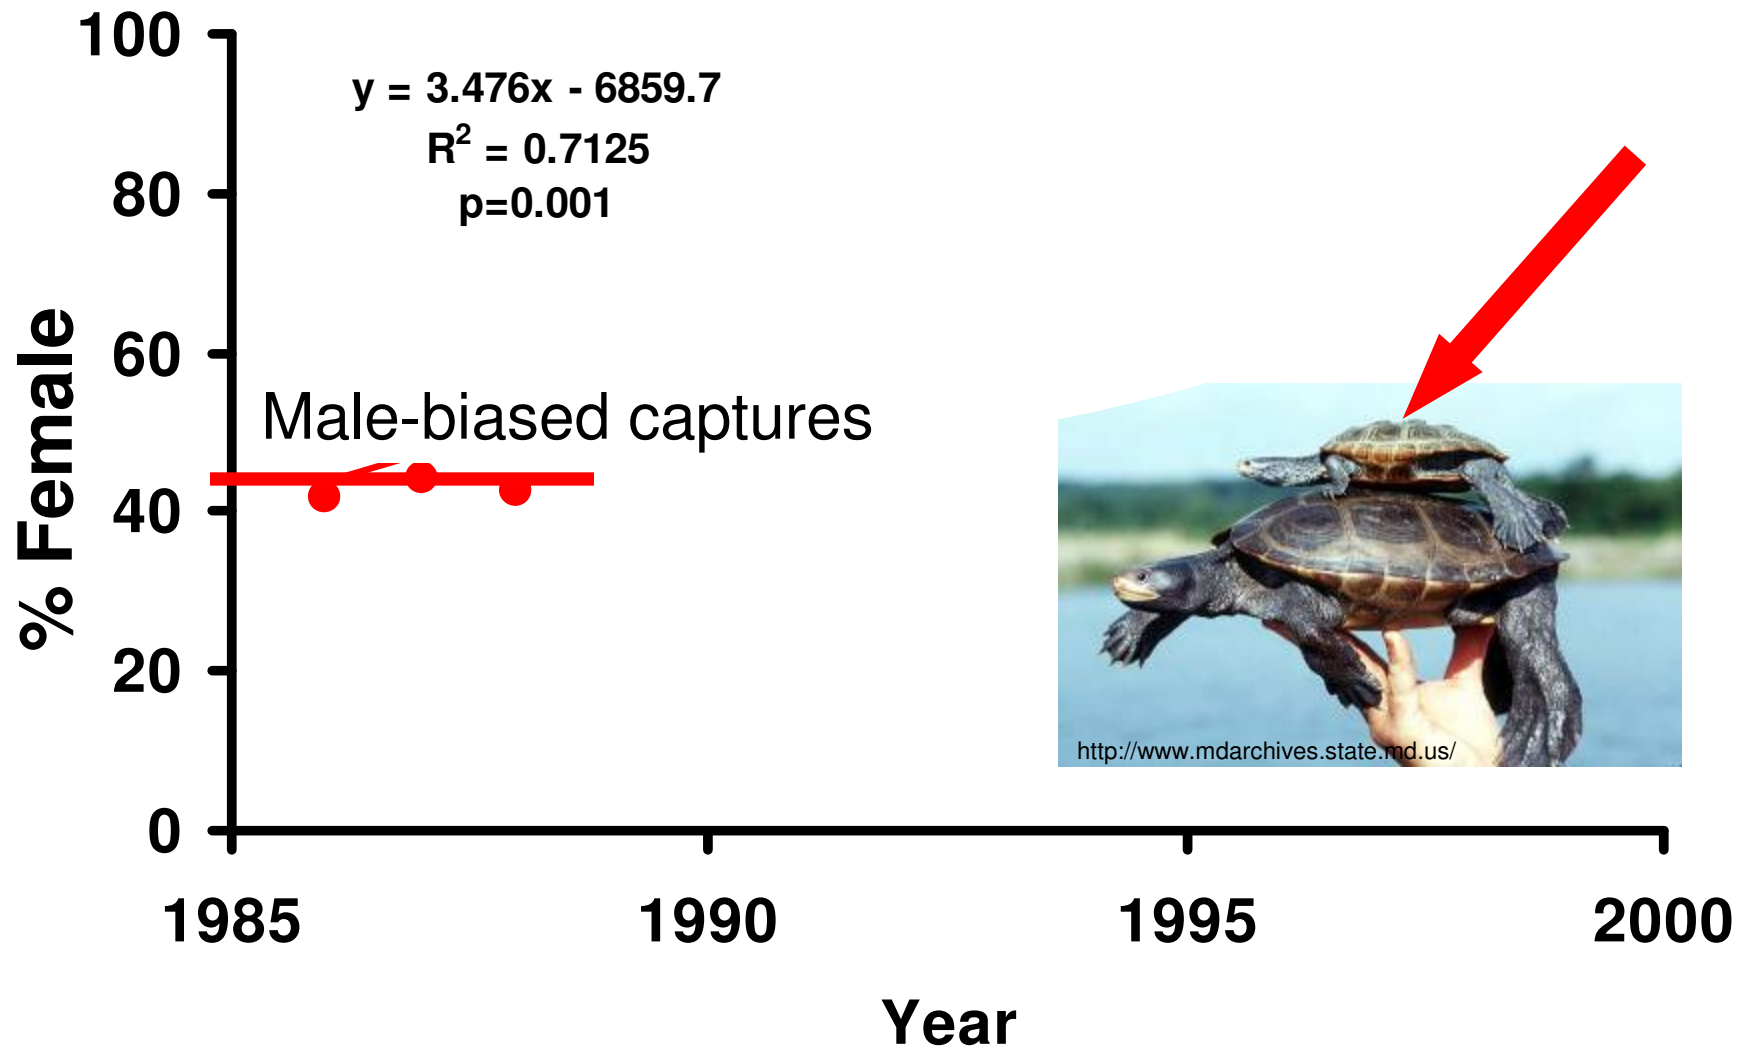 100
y = 3.476x - 6859.7
R² = 0.7125
p=0.001
80
60
Male-biased captures
40
20
0
% Female
http://www.mdarchives.state.md.us/
1985 1990 1995 2000
Year